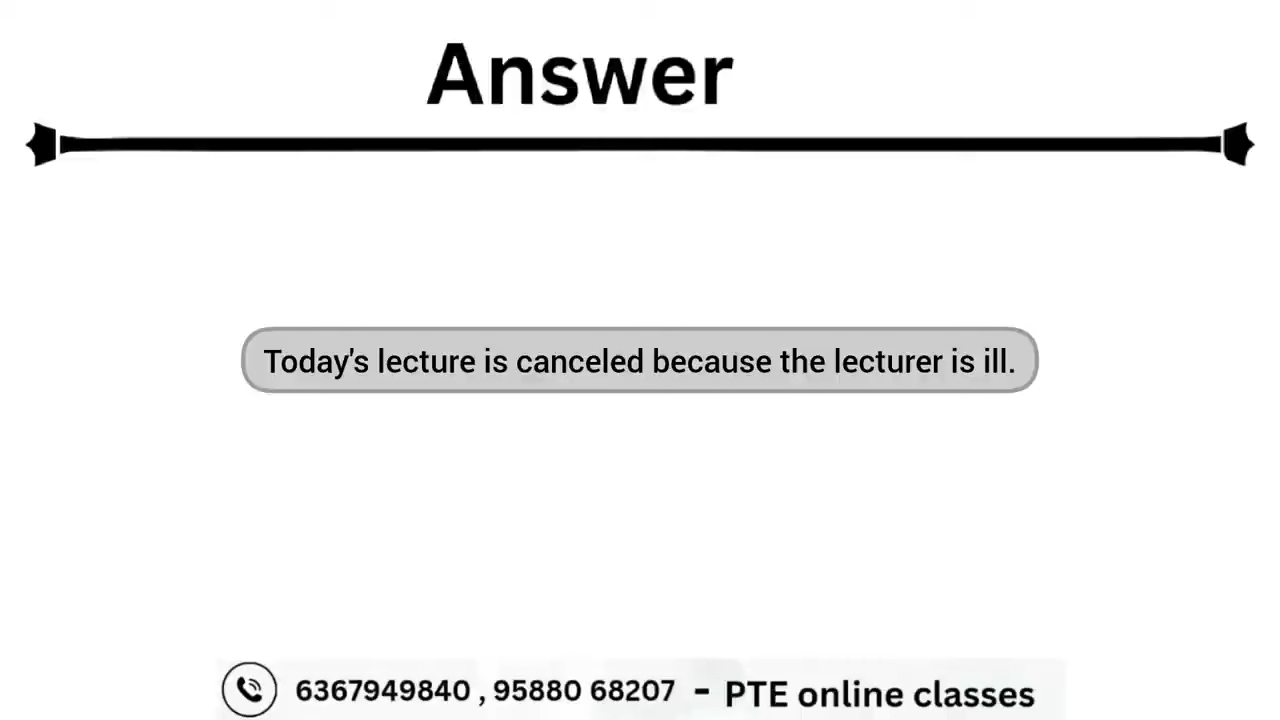 Answer
Today's lecture is canceled because the lecturer is ill.
6367949840 , 95880 68207 - PTE online classes